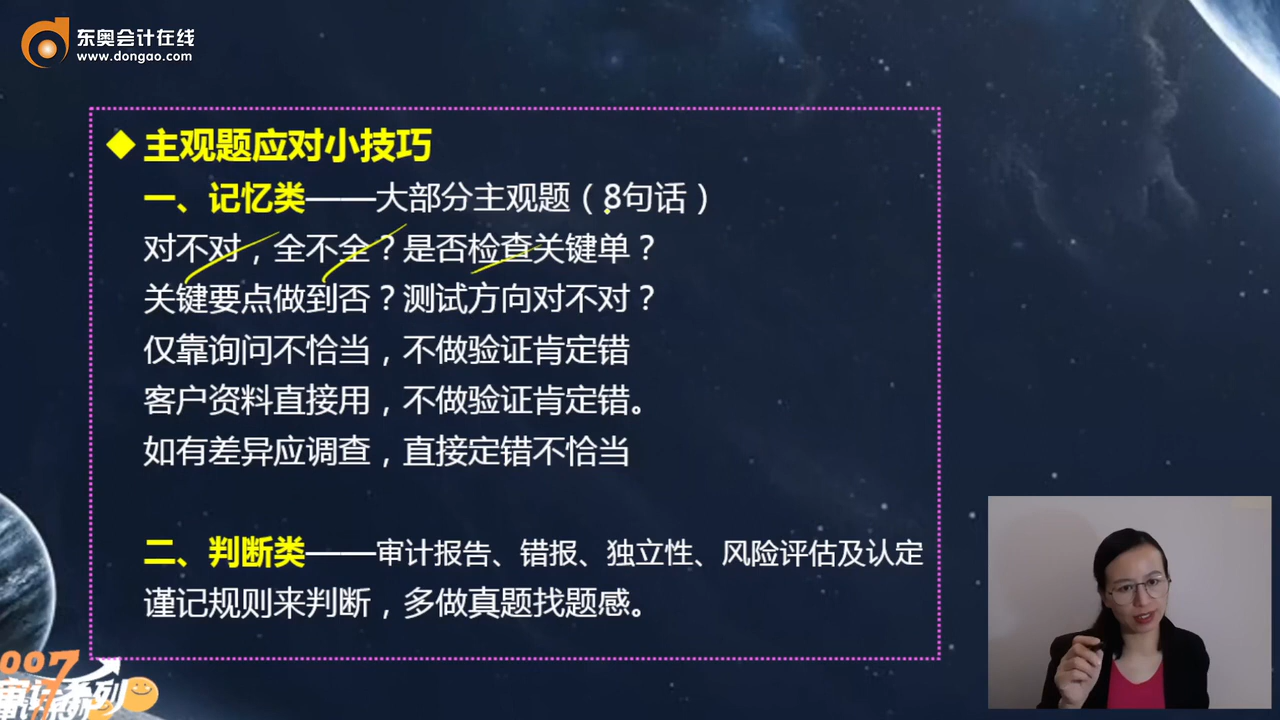 东奥会计在线
www.dongao.com
主观题应对小技巧
一、记忆类——大部分主观题（8句话）
对不对，全不全？是否检查关键单？
关键要点做到否？测试方向对不对？
仅靠询问不恰当，不做验证肯定错
客户资料直接用，不做验证肯定错。
如有差异应调查，直接定错不恰当
二、判断类——审计报告、错报、独立性、风险评估及认定
谨记规则来判断，多做真题找题感。
007
审计系列